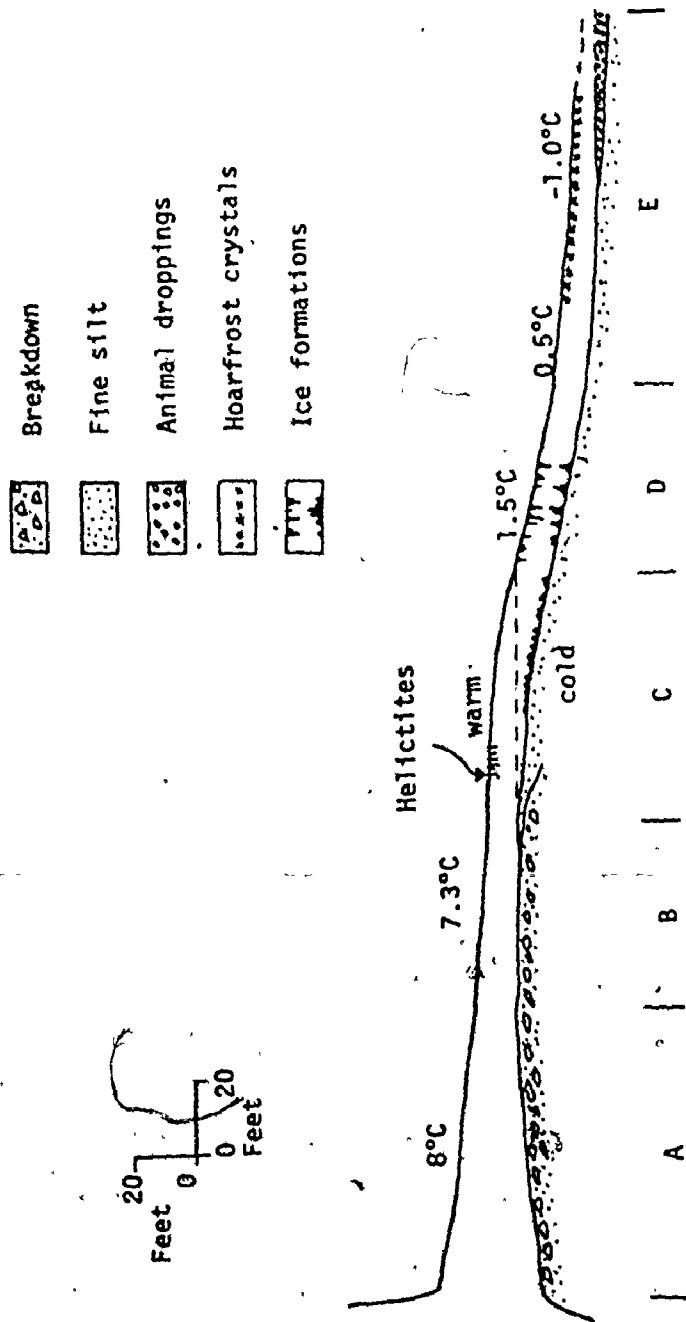 Breakdown
Fine silt
Animal droppings
Hoarfrost crystals
Ice formations
20
Feet
0
0
20
Feet
Helictites
8°C
7.3°C
warm
1.5°C
0.5°C
-1.0°C
cold
A
B
C
D
E